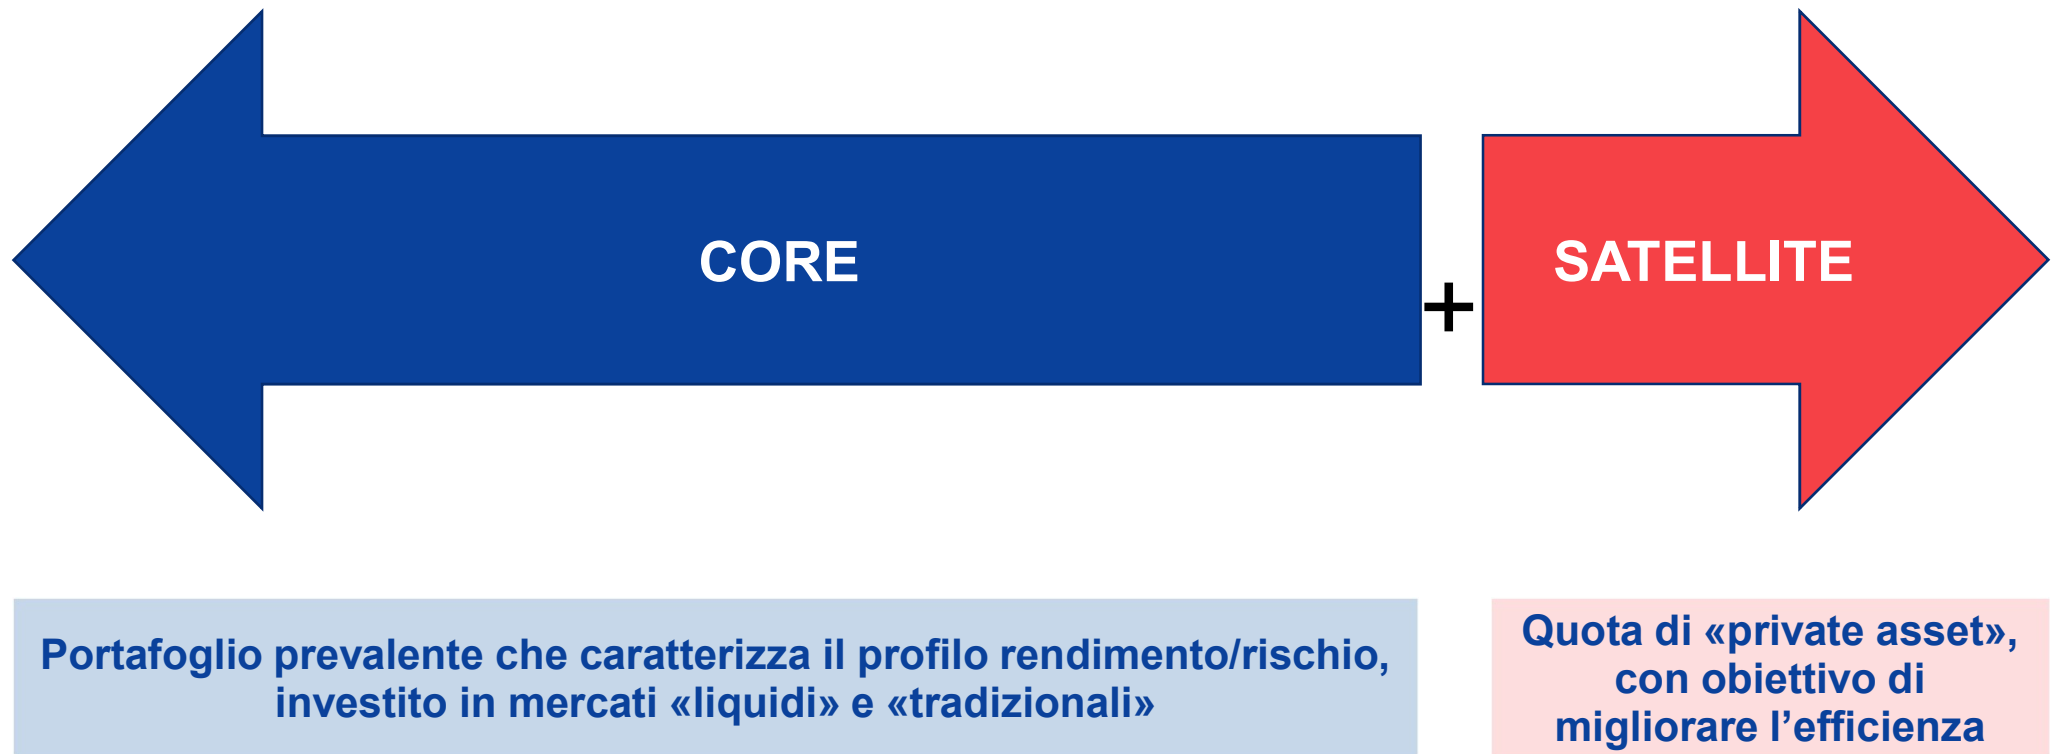 CORE
+
SATELLITE
Portafoglio prevalente che caratterizza il profilo rendimento/rischio,
investito in mercati «liquidi» e «tradizionali»
Quota di «private asset»,
con obiettivo di
migliorare l’efficienza